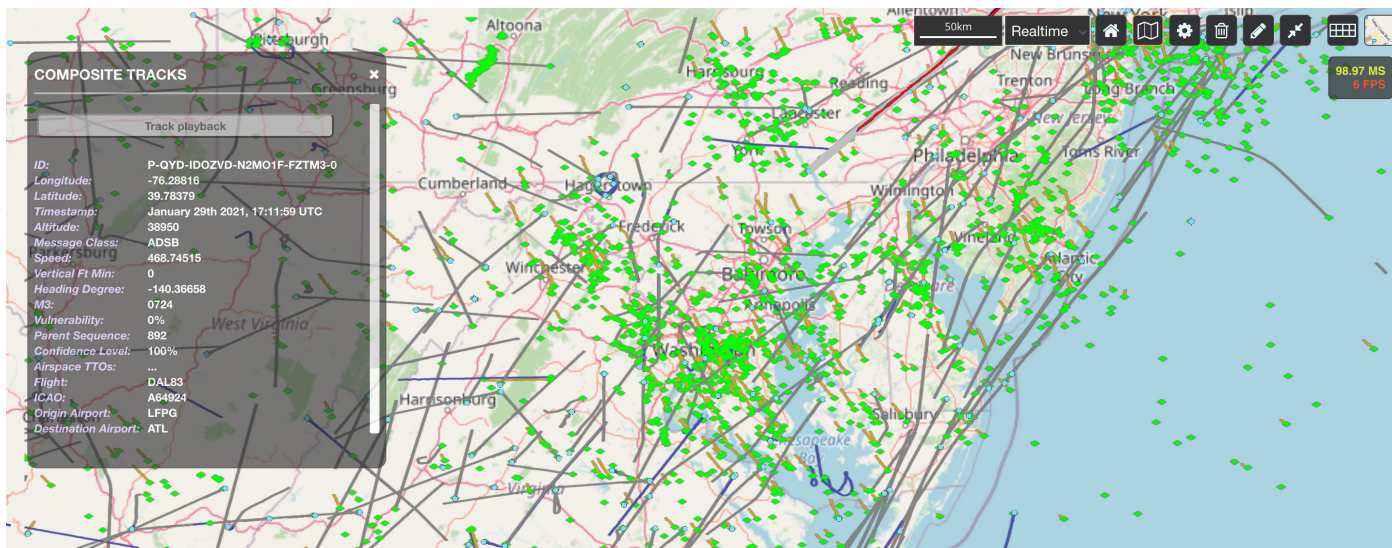 Altoona
Allentown
New York
Islip
50km
Realtime
Pittsburgh
COMPOSITE TRACKS
×
Greensburg
Harrisburg
Reading
New Bruns
Trenton
Long Branch
98.97 MS
6 FPS
Track playback
Lancaster
York
New Jersey
Philadelphia
Toms River
ID: P-QYD-IDOZVD-N2MO1F-FZTM3-0
Longitude: -76.28816
Latitude: 39.78379
Timestamp: January 29th 2021, 17:11:59 UTC
Altitude: 38950
Message Class: ADSB
Speed: 468.74515
Vertical Ft Min: 0
Heading Degree: -140.36658
M3: 0724
Vulnerability: 0%
Parent Sequence: 892
Confidence Level: 100%
Airspace TTOs: ...
Flight: DAL83
ICAO: A64924
Origin Airport: LFPG
Destination Airport: ATL
Cumberland
Hagerstown
Wilmington
Parkersburg
Frederick
Towson
Vineland
Winchester
Baltimore
Atlantic
City
Delaware
Annapolis
West Virginia
Washington
Harrisonburg
Salisbury
Chesapeake
Bay
Virginia